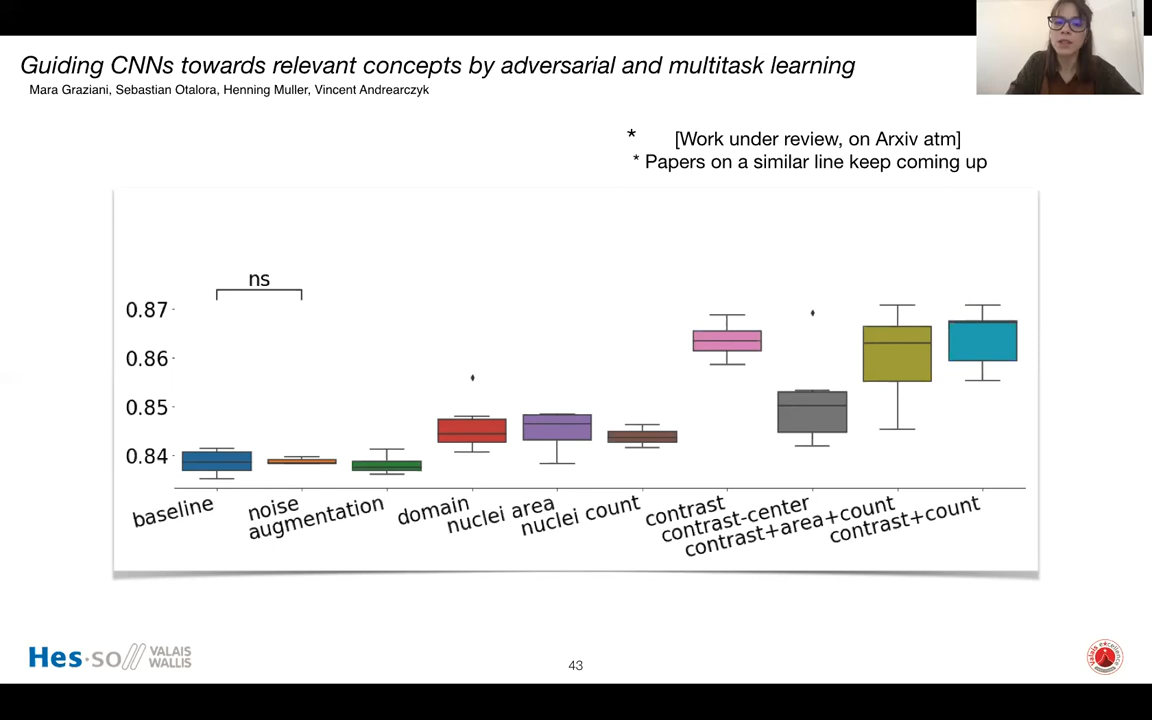 Guiding CNNs towards relevant concepts by adversarial and multitask learning
Mara Graziani, Sebastian Otalora, Henning Muller, Vincent Andrearczyk
* [Work under review, on Arxiv atm]
* Papers on a similar line keep coming up
ns
0.87
0.86
0.85
0.84
baseline
noise
augmentation
domain
nuclei area
nuclei count
contrast
contrast-center
contrast+area+count
contrast+count
Hes·so// VALAIS
WALLIS
43
Valais excellence